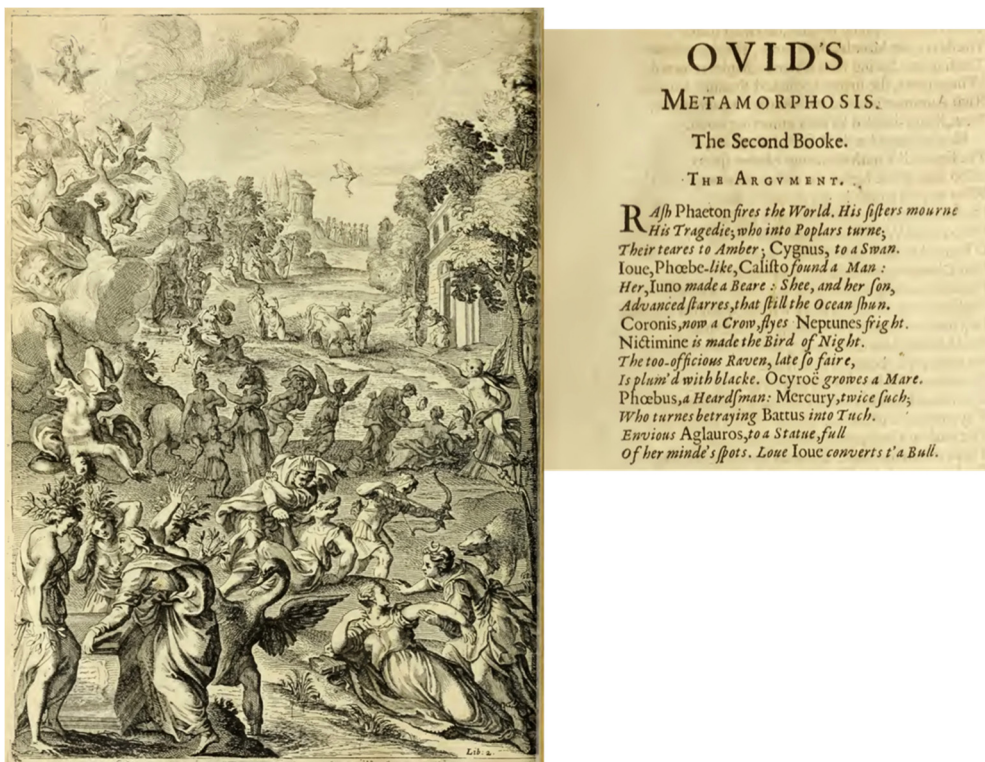 OVID'S
METAMORPHOSIS.
The Second Booke.
THE ARGVMENT.
RAſh Phaeton fires the World. His ſiſters mourne
His Tragedie; who into Poplars turne;
Their teares to Amber; Cygnus, to a Swan.
Ioue, Phœbe-like, Caliſto found a Man :
Her, Iuno made a Beare : Shee, and her ſon,
Advanced ſtarres, that ſtill the Ocean ſhun.
Coronis, now a Crow, flyes Neptunes fright.
Nictimine is made the Bird of Night.
The too-officious Raven, late ſo faire,
Is plum'd with blacke. Ocyroë growes a Mare.
Phœbus, a Heardſman: Mercury, twice ſuch;
Who turnes betraying Battus into Tuch.
Envious Aglauros, to a Statue, full
Of her minde's ſpots. Loue Ioue converts t'a Bull.
Lib. 2.